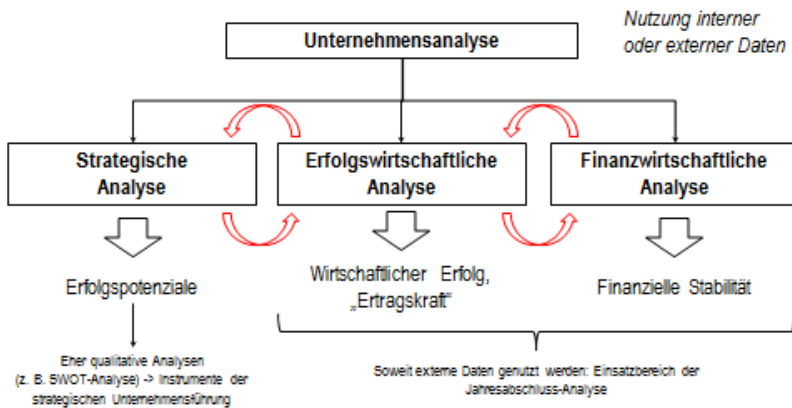 Nutzung interner
oder externer Daten
Unternehmensanalyse
Strategische
Analyse
Erfolgswirtschaftliche
Analyse
Finanzwirtschaftliche
Analyse
Erfolgspotenziale
Wirtschaftlicher Erfolg,
„Ertragskraft“
Finanzielle Stabilität
Eher qualitative Analysen
(z. B. SWOT-Analyse) -> Instrumente der
strategischen Unternehmensführung
Soweit externe Daten genutzt werden: Einsatzbereich der
Jahresabschluss-Analyse